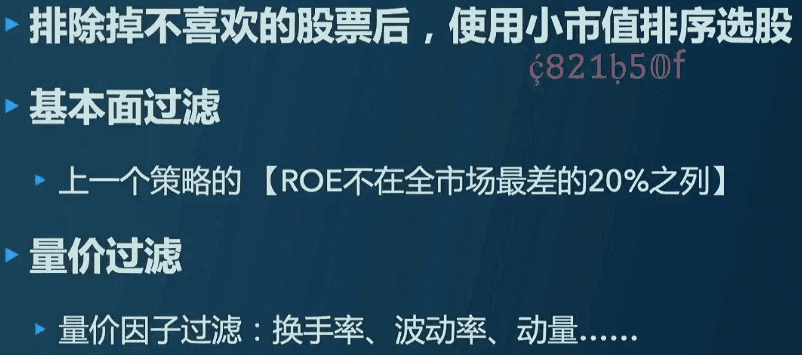 排除掉不喜欢的股票后，使用小市值排序选股
ḉ821ḅ5𝟘f
基本面过滤
上一个策略的【ROE不在全市场最差的20%之列】
量价过滤
量价因子过滤：换手率、波动率、动量……